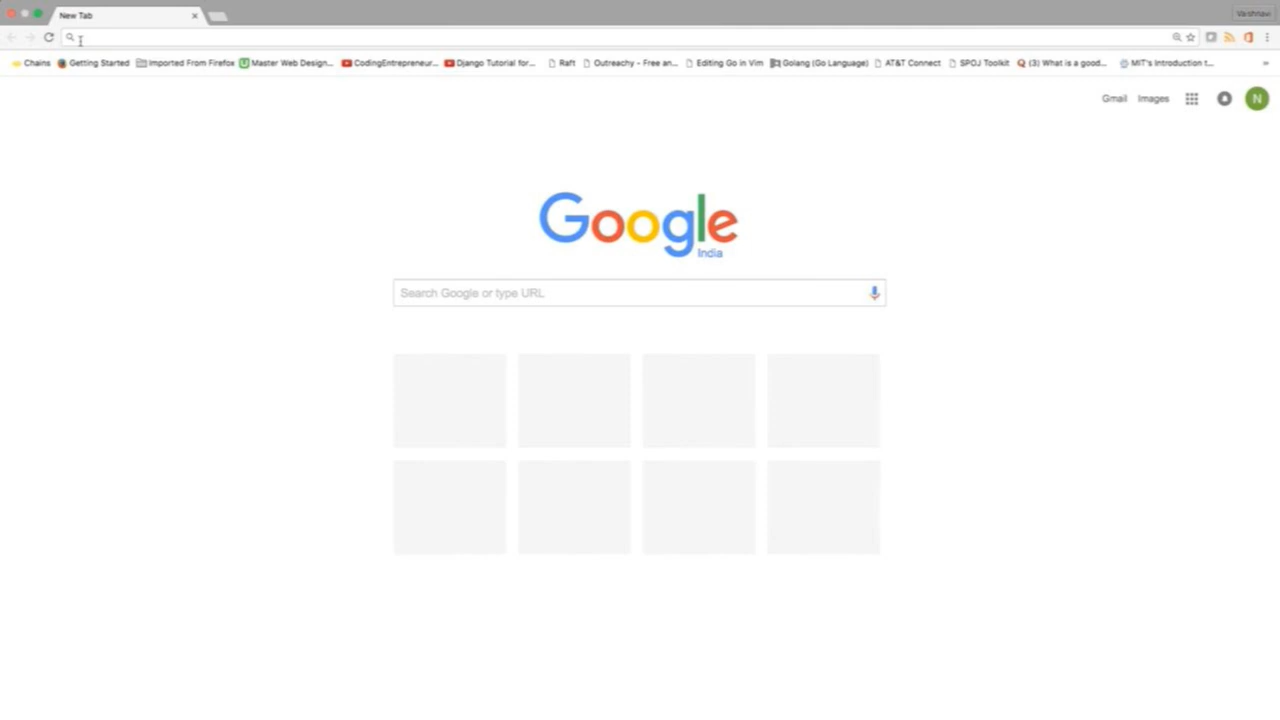 New Tab
Vaishnavi
Chains Getting Started Imported From Firefox Master Web Design... CodingEntrepreneur... Django Tutorial for... Raft Outreachy - Free an... Editing Go in Vim Golang (Go Language) AT&T Connect SPOJ Toolkit (3) What is a good... MIT's Introduction t... »
Gmail Images N
Google
India
Search Google or type URL